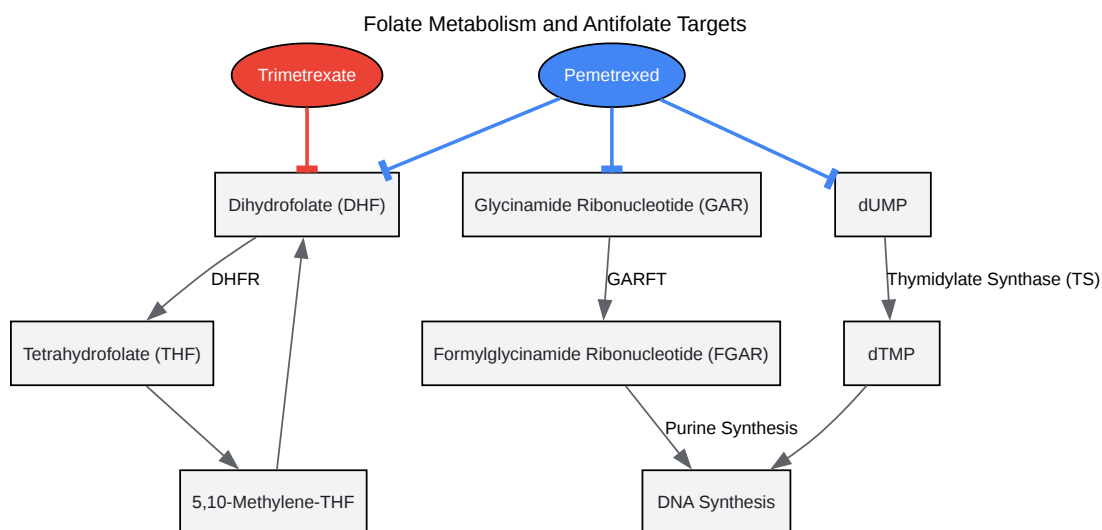 Folate Metabolism and Antifolate Targets
Trimetrexate
Pemetrexed
Dihydrofolate (DHF)
Glycinamide Ribonucleotide (GAR)
dUMP
DHFR
GARFT
Thymidylate Synthase (TS)
Tetrahydrofolate (THF)
Formylglycinamide Ribonucleotide (FGAR)
dTMP
Purine Synthesis
5,10-Methylene-THF
DNA Synthesis